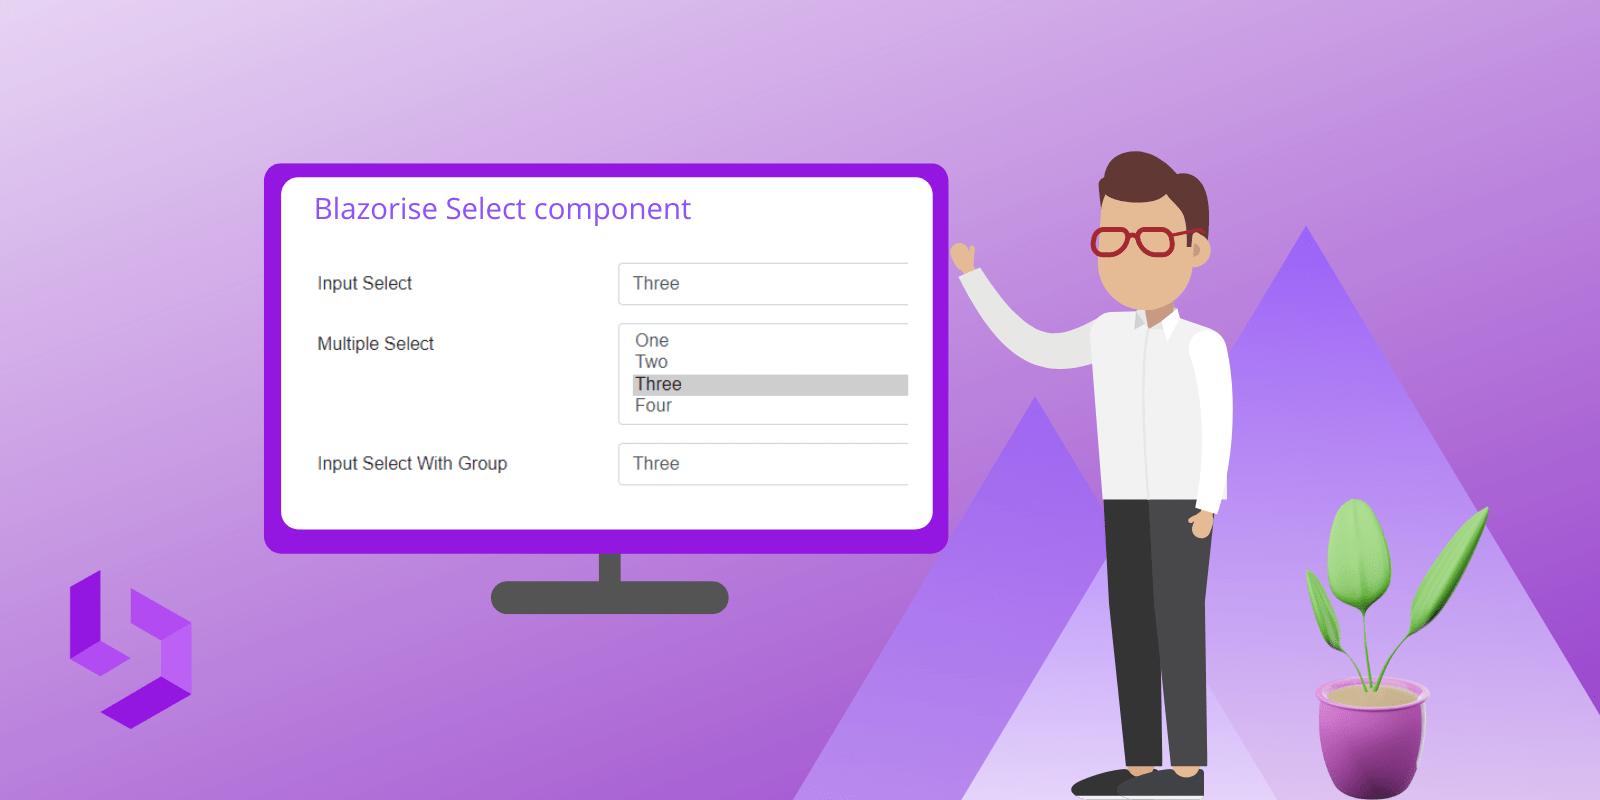 Blazorise Select component
Input Select
Three
Multiple Select
One
Two
Three
Four
Input Select With Group
Three